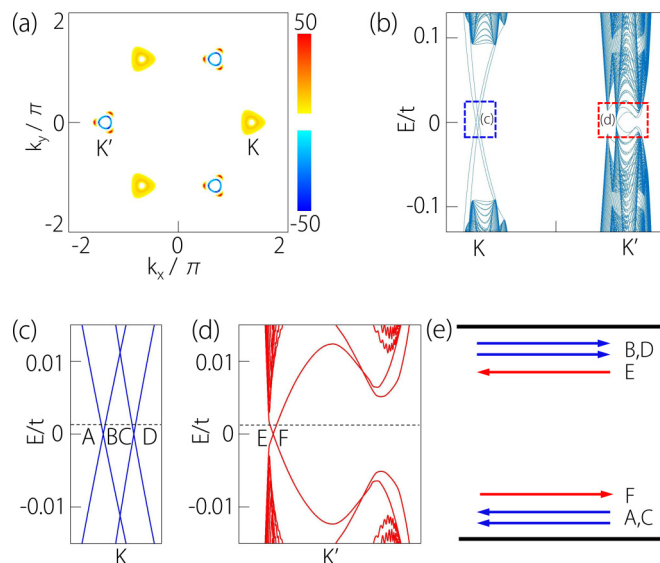 (a)
2
k_y / π
0
-2
K′
K
-2
0
2
k_x / π
50
-50
(b)
0.1
E/t
0
-0.1
(c)
(d)
K
K′
(c)
0.01
E/t
0
-0.01
A
B
C
D
K
(d)
0.01
E/t
0
-0.01
E
F
K′
(e)
B,D
E
F
A,C